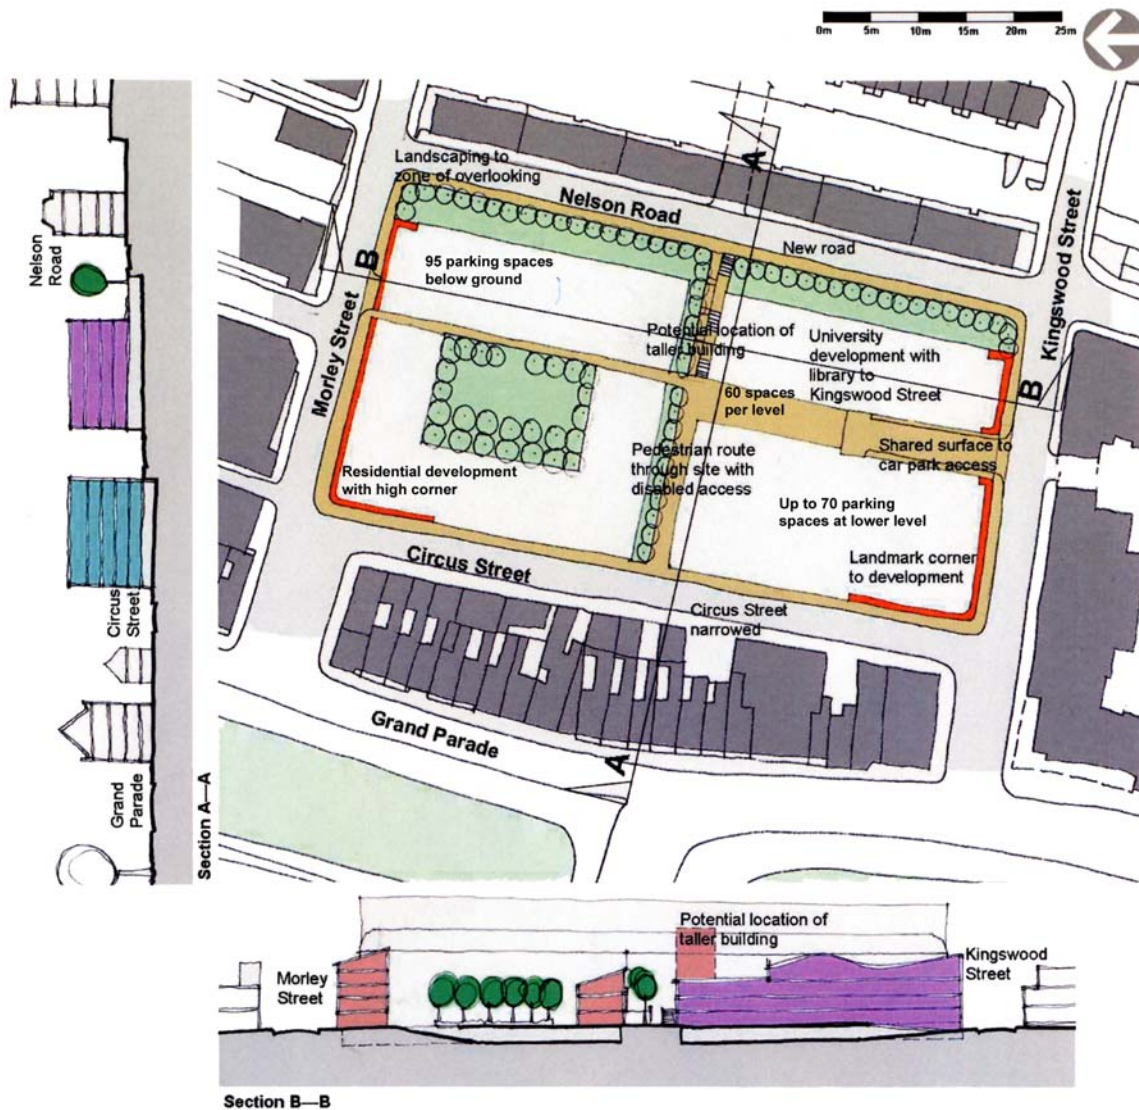 0m 5m 10m 15m 20m 25m
Landscaping to
zone of overlooking
Nelson Road
A
New road
Kingswood Street
B
95 parking spaces
below ground
Morley Street
Potential location of
taller building
University
development with
library to
Kingswood Street
B
60 spaces
per level
Shared surface to
car park access
Pedestrian route
through site with
disabled access
Residential development
with high corner
Up to 70 parking
spaces at lower level
Landmark corner
to development
Circus Street
Circus Street
narrowed
Grand Parade
A
Nelson
Road
Circus
Street
Grand
Parade
Section A—A
Potential location of
taller building
Morley
Street
Kingswood
Street
Section B—B